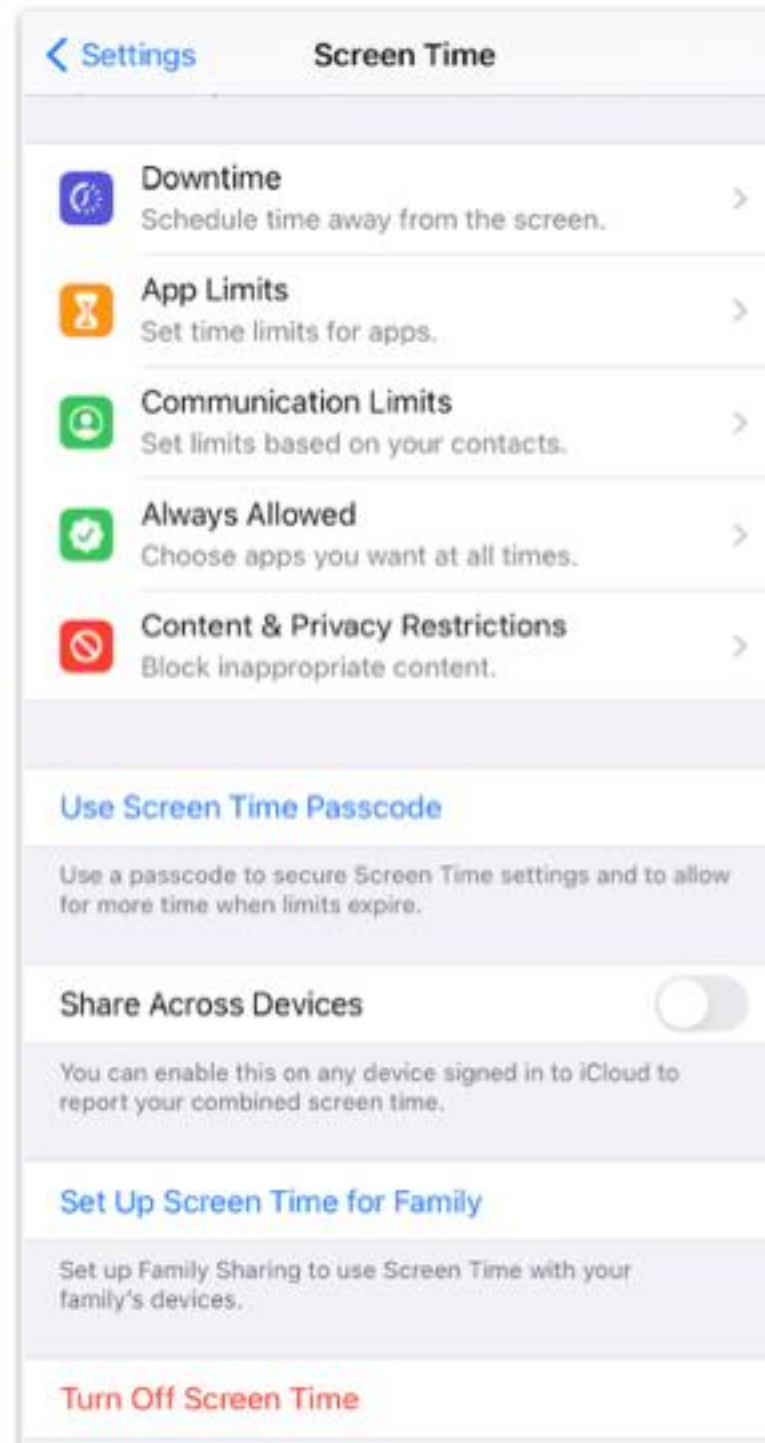 Settings
Screen Time
Downtime
Schedule time away from the screen.
App Limits
Set time limits for apps.
Communication Limits
Set limits based on your contacts.
Always Allowed
Choose apps you want at all times.
Content & Privacy Restrictions
Block inappropriate content.
Use Screen Time Passcode
Use a passcode to secure Screen Time settings and to allow
for more time when limits expire.
Share Across Devices
You can enable this on any device signed in to iCloud to
report your combined screen time.
Set Up Screen Time for Family
Set up Family Sharing to use Screen Time with your
family's devices.
Turn Off Screen Time